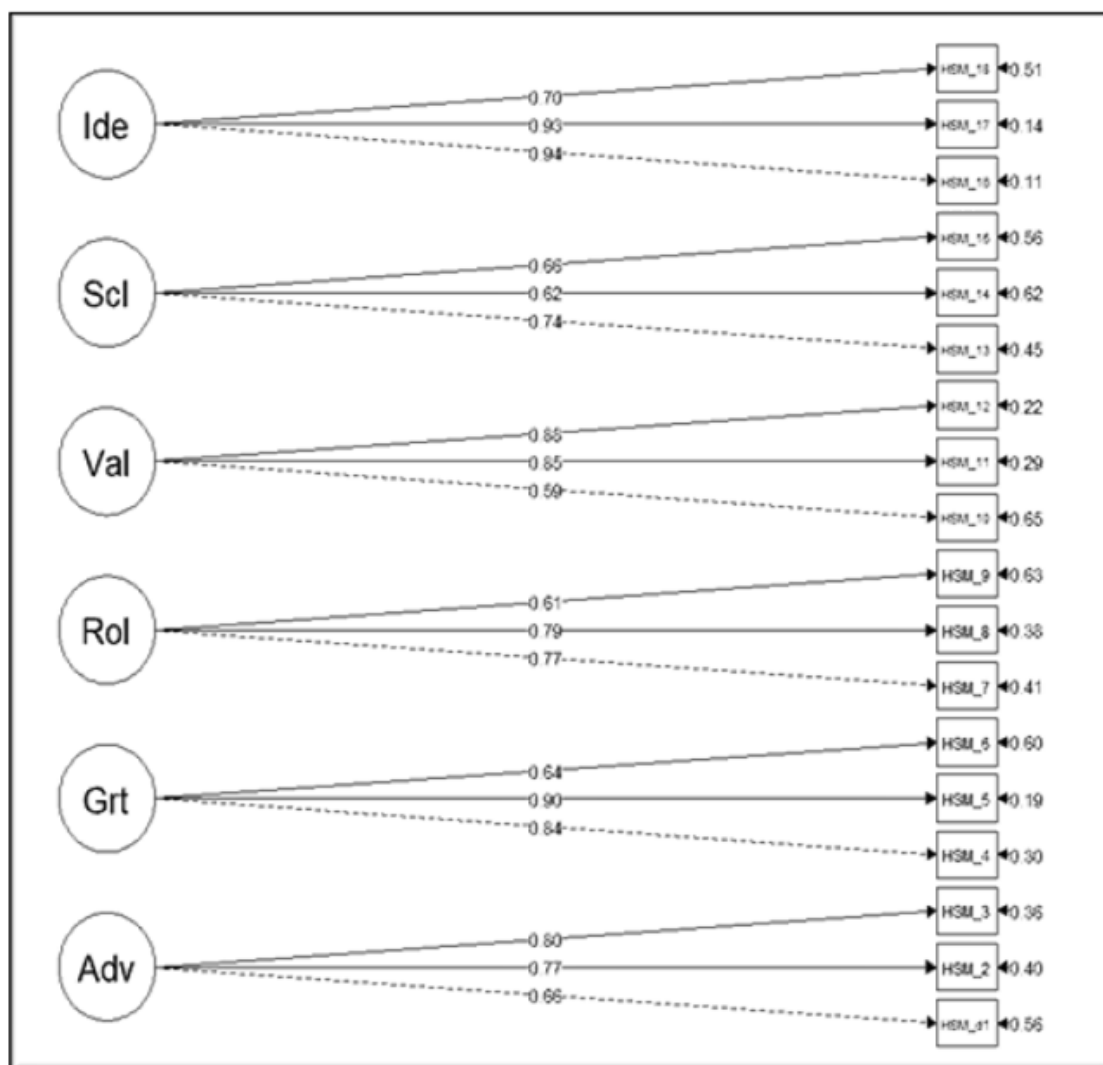 HSM_18 0.51
0.70
Ide 0.93 HSM_17 0.14
0.94
HSM_16 0.11
HSM_15 0.56
0.66
Scl 0.62 HSM_14 0.62
0.74
HSM_13 0.45
HSM_12 0.22
0.88
Val 0.85 HSM_11 0.29
0.59
HSM_10 0.65
HSM_9 0.63
0.61
Rol 0.79 HSM_8 0.38
0.77
HSM_7 0.41
HSM_6 0.60
0.64
Grt 0.90 HSM_5 0.19
0.84
HSM_4 0.30
HSM_3 0.36
0.80
Adv 0.77 HSM_2 0.40
0.66
HSM_d1 0.56